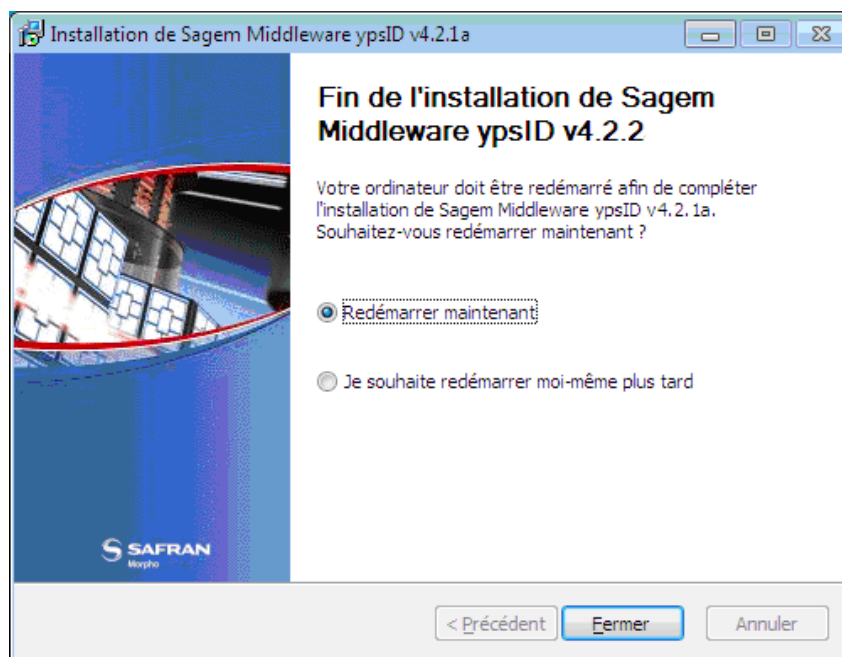 Installation de Sagem Middleware ypsID v4.2.1a
Fin de l'installation de Sagem
Middleware ypsID v4.2.2
Votre ordinateur doit être redémarré afin de compléter
l'installation de Sagem Middleware ypsID v4.2.1a.
Souhaitez-vous redémarrer maintenant ?
Redémarrer maintenant
Je souhaite redémarrer moi-même plus tard
SAFRAN
Morpho
< Précédent
Fermer
Annuler